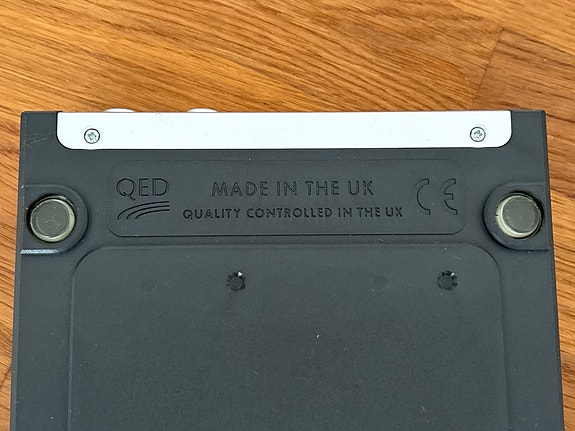 QED
MADE IN THE UK
QUALITY CONTROLLED IN THE UK
CE